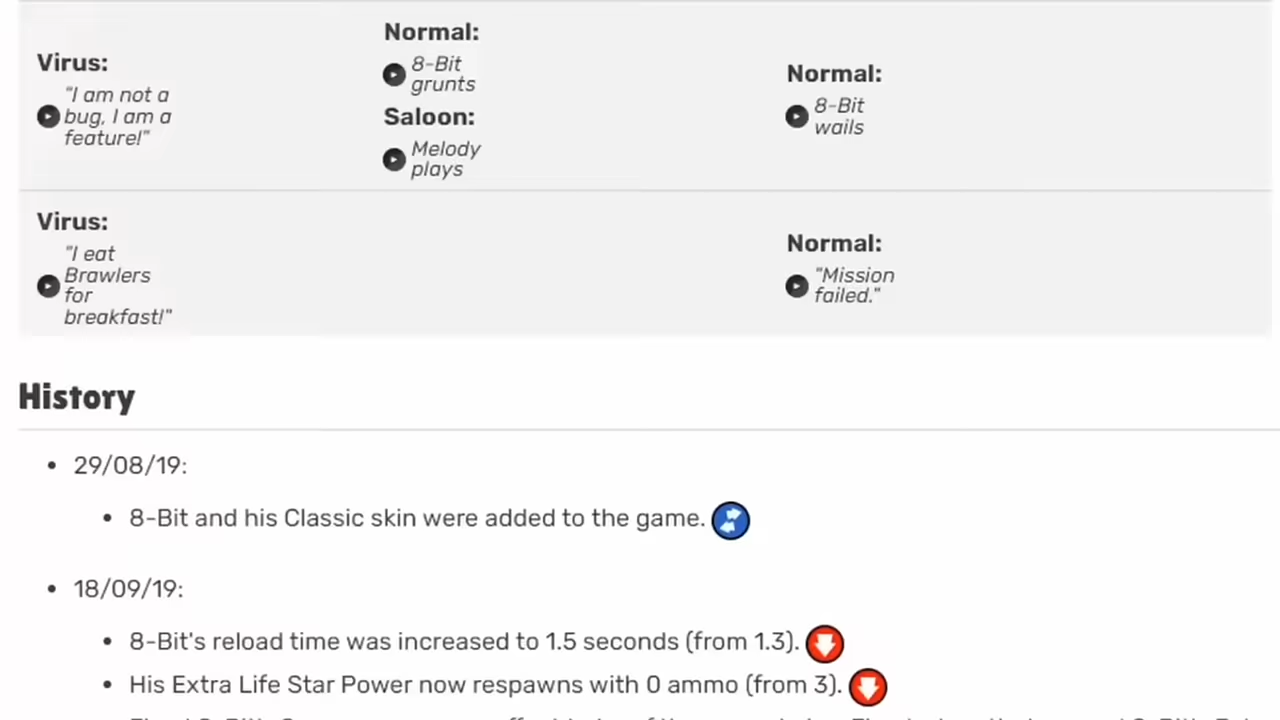 Virus:
"I am not a
bug, I am a
feature!"
Normal:
8-Bit
grunts
Saloon:
Melody
plays
Normal:
8-Bit
wails
Virus:
"I eat
Brawlers
for
breakfast!"
Normal:
"Mission
failed."
History
• 29/08/19:
• 8-Bit and his Classic skin were added to the game.
• 18/09/19:
• 8-Bit's reload time was increased to 1.5 seconds (from 1.3).
• His Extra Life Star Power now respawns with 0 ammo (from 3).